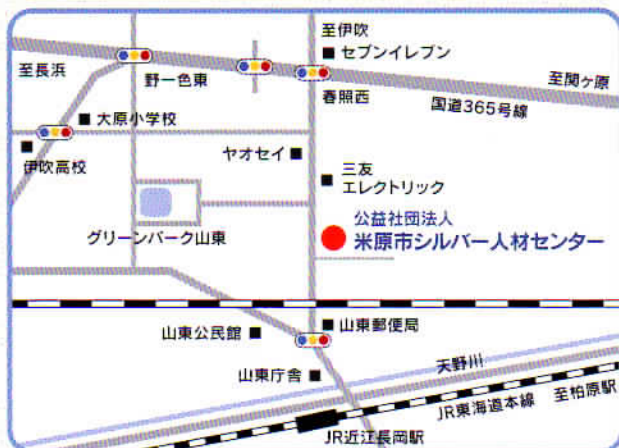 至伊吹
セブンイレブン
至長浜
野一色東
春照西
至関ヶ原
国道365号線
大原小学校
伊吹高校
ヤオセイ
三友
エレクトリック
グリーンパーク山東
公益社団法人
米原市シルバー人材センター
山東公民館
山東郵便局
山東庁舎
天野川
JR東海道本線
至柏原駅
JR近江長岡駅